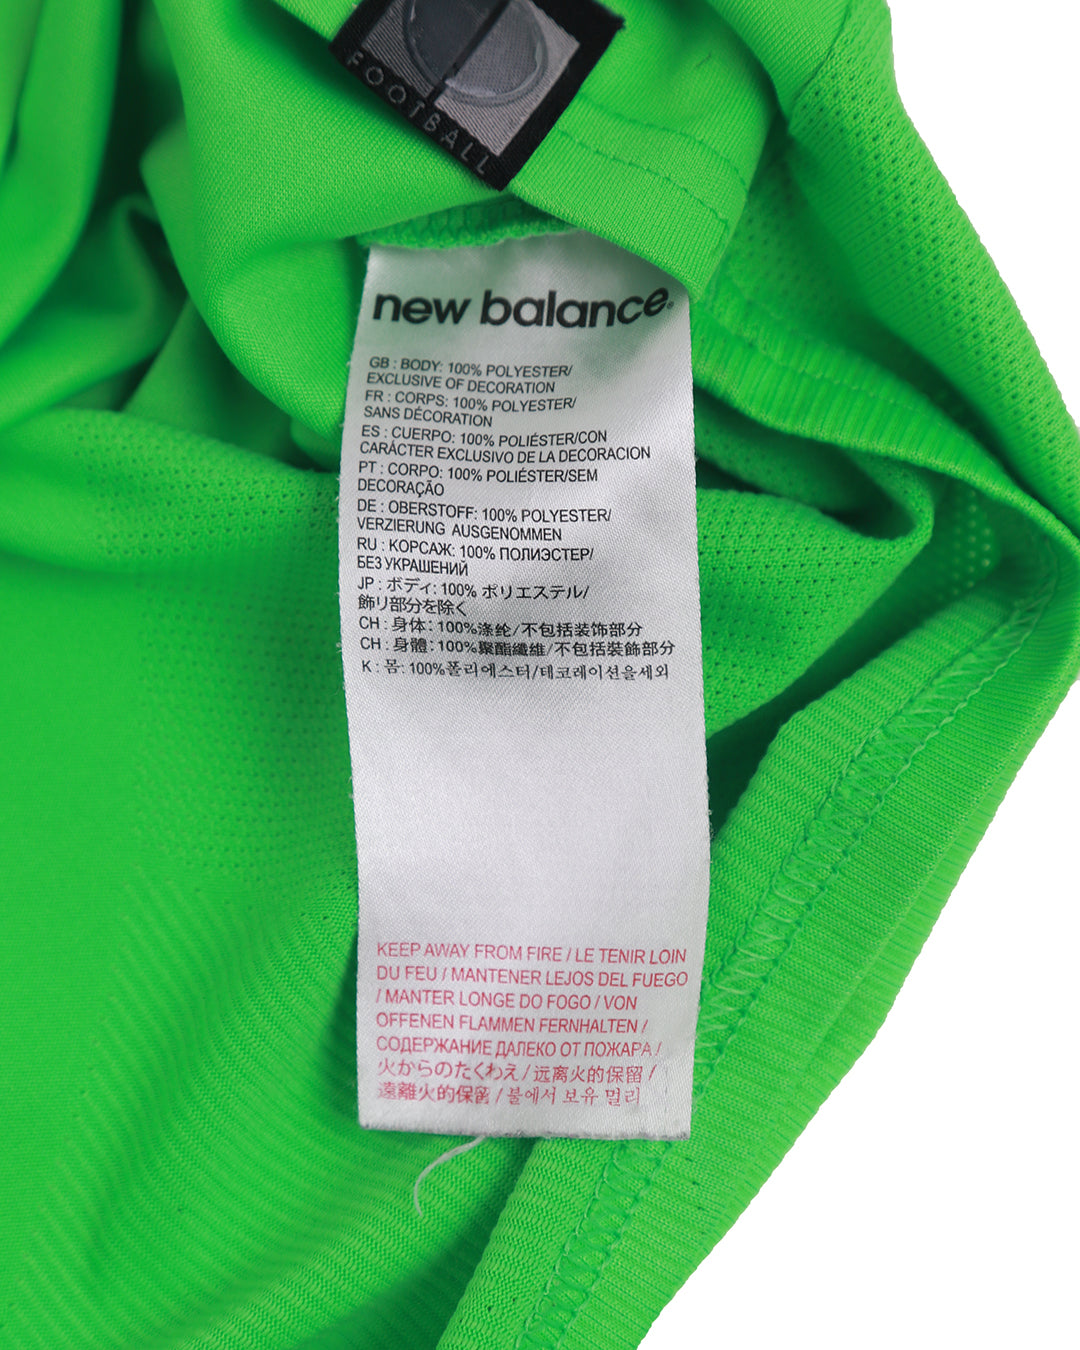 FOOTBALL
new balance®
GB : BODY: 100% POLYESTER/
EXCLUSIVE OF DECORATION
FR : CORPS: 100% POLYESTER/
SANS DÉCORATION
ES : CUERPO: 100% POLIÉSTER/CON
CARÁCTER EXCLUSIVO DE LA DECORACION
PT : CORPO: 100% POLIÉSTER/SEM
DECORAÇÃO
DE : OBERSTOFF: 100% POLYESTER/
VERZIERUNG AUSGENOMMEN
RU : КОРСАЖ: 100% ПОЛИЭСТЕР/
БЕЗ УКРАШЕНИЙ
JP : ボディ: 100% ポリエステル/
飾り部分を除く
CH : 身体: 100%涤纶/不包括装饰部分
CH : 身體: 100%聚酯纖維/不包括裝飾部分
K : 몸: 100%폴리에스터/데코레이션을세외
KEEP AWAY FROM FIRE / LE TENIR LOIN
DU FEU / MANTENER LEJOS DEL FUEGO
/ MANTER LONGE DO FOGO / VON
OFFENEN FLAMMEN FERNHALTEN /
СОДЕРЖАНИЕ ДАЛЕКО ОТ ПОЖАРА /
火からのたくわえ / 远离火的保留 /
遠離火的保留 / 불에서 보유 멀리